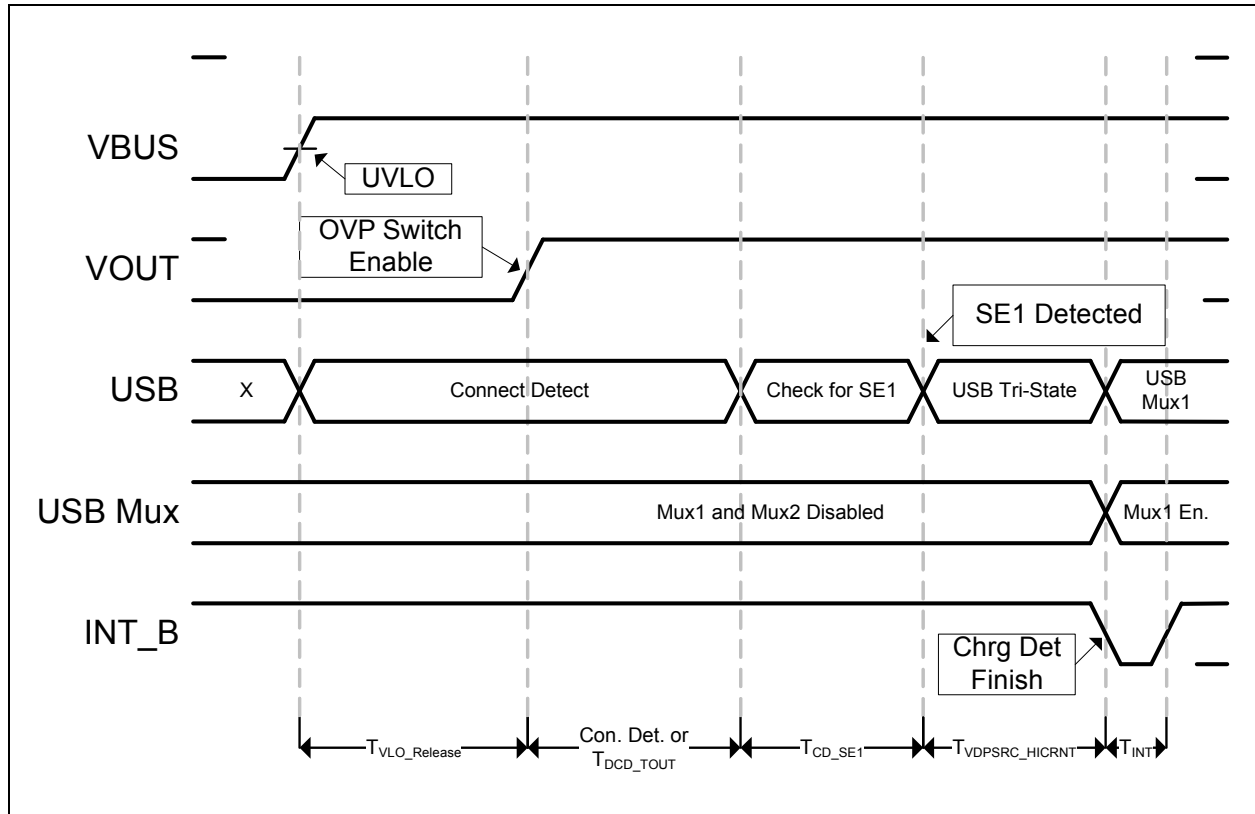 VBUS
UVLO
OVP Switch
Enable
VOUT
SE1 Detected
USB
X
Connect Detect
Check for SE1
USB Tri-State
USB
Mux1
USB Mux
Mux1 and Mux2 Disabled
Mux1 En.
INT_B
Chrg Det
Finish
TVLO_Release
Con. Det. or
TDCD_TOUT
TCD_SE1
TVDPSRC_HICRNT
TINT